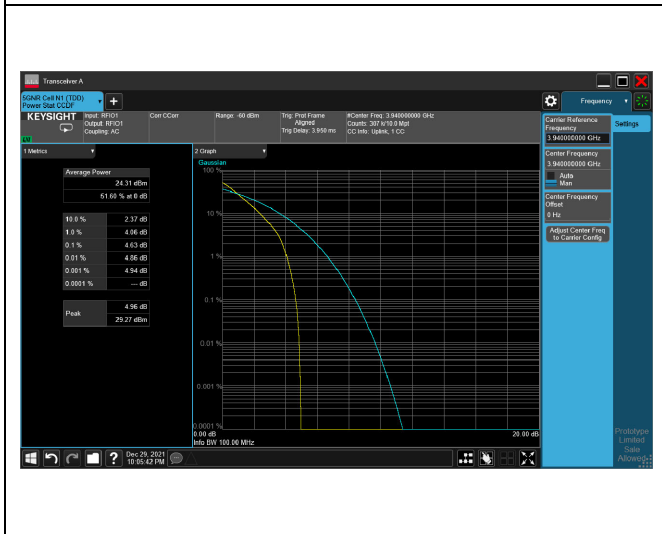 Transceiver A
5GNR Cell N1 (TDD)
Power Stat CCDF
Frequency
KEYSIGHT
Input: RFIO1
Output: RFIO1
Coupling: AC
Corr CCorr
Range: -60 dBm
Trig: Prot Frame
Aligned
Trig Delay: 3.959 ms
#Center Freq: 3.940000000 GHz
Counts: 307 k/10.0 Mpt
CC Info: Uplink, 1 CC
Carrier Reference
Frequency
3.940000000 GHz
Settings
Center Frequency
3.940000000 GHz
Auto
Man
Center Frequency
Offset
0 Hz
Adjust Center Freq
to Carrier Config
1 Metrics
Average Power
24.31 dBm
51.60 % at 0 dB
10.0 % 2.37 dB
1.0 % 4.06 dB
0.1 % 4.63 dB
0.01 % 4.86 dB
0.001 % 4.94 dB
0.0001 % --- dB
Peak
4.96 dB
29.27 dBm
2 Graph
Gaussian
100 %
10 %
1 %
0.1 %
0.01 %
0.001 %
0.0001 %
0.00 dB
20.00 dB
Info BW 100.00 MHz
Dec 29, 2021
10:05:42 PM
Prototype
Limited
Sale
Allowed